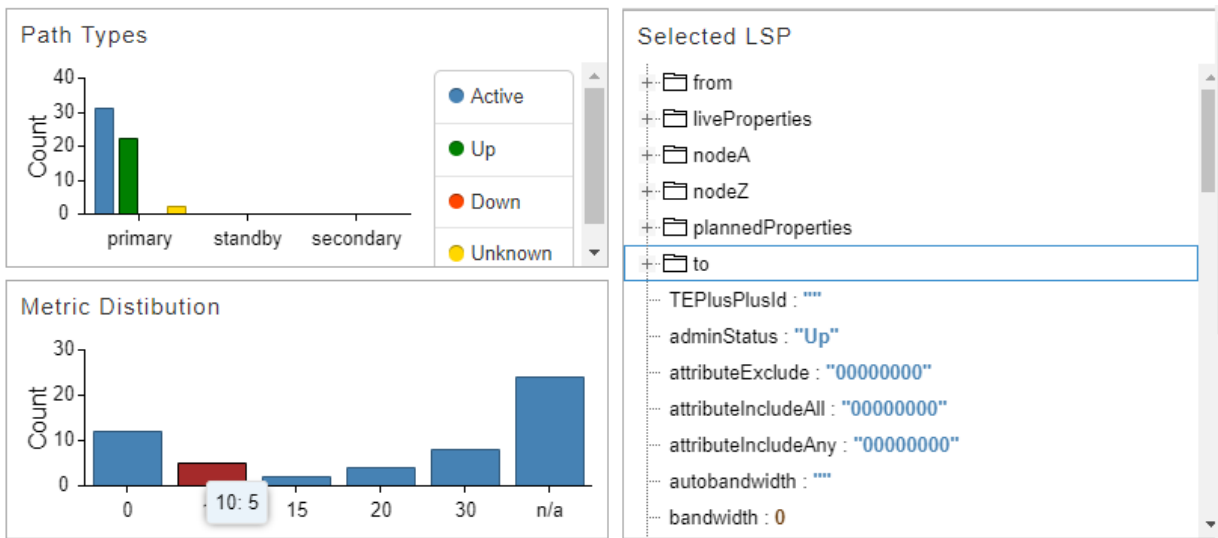 Path Types
40
30
20
10
0
Count
primary standby secondary
Active
Up
Down
Unknown
Metric Distibution
30
20
10
0
Count
0 15 20 30 n/a
10: 5
Selected LSP
from
liveProperties
nodeA
nodeZ
plannedProperties
to
TEPlusPlusId : ""
adminStatus : "Up"
attributeExclude : "00000000"
attributeIncludeAll : "00000000"
attributeIncludeAny : "00000000"
autobandwidth : ""
bandwidth : 0